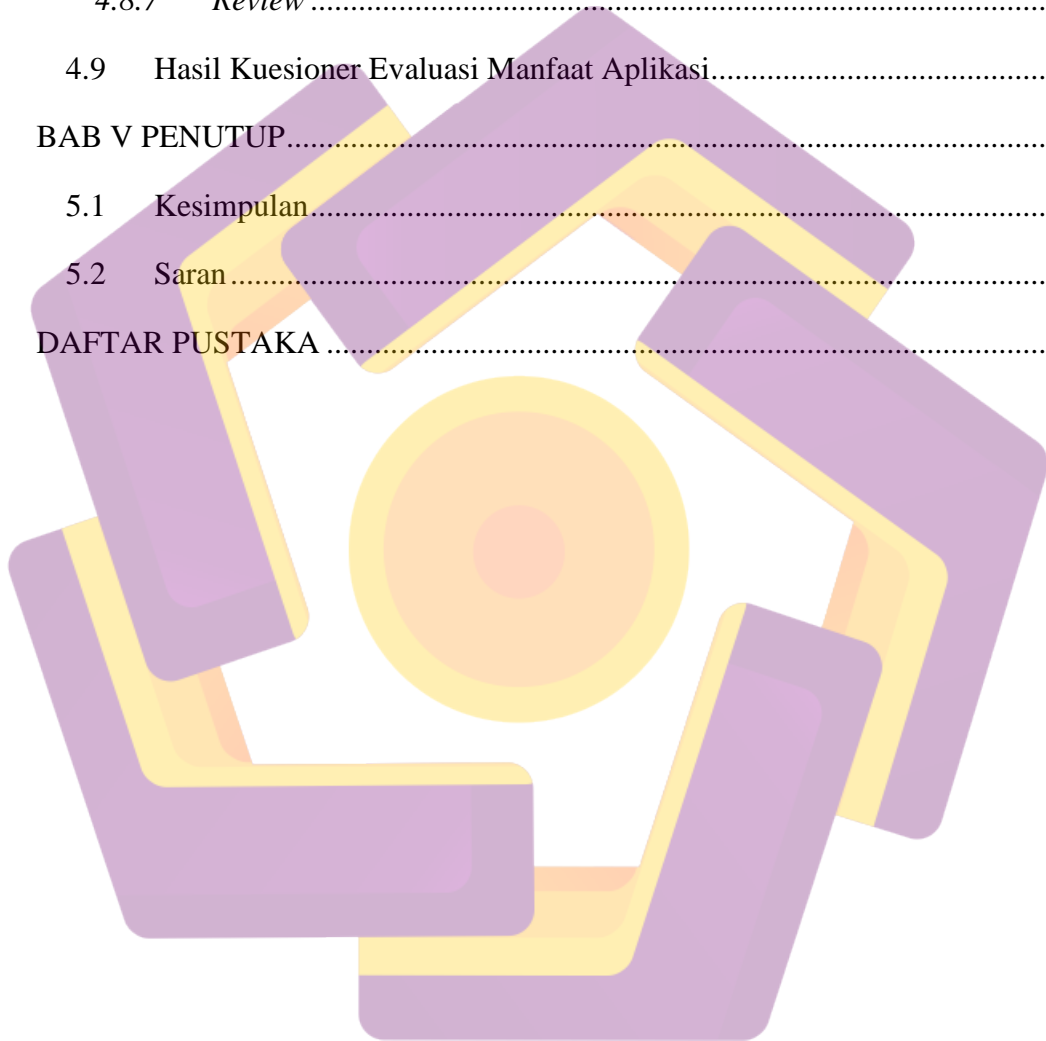 4.8.7 Review ....................................................................................................
4.9 Hasil Kuesioner Evaluasi Manfaat Aplikasi..........................................
BAB V PENUTUP...............................................................................................
5.1 Kesimpulan..............................................................................................
5.2 Saran.......................................................................................................
DAFTAR PUSTAKA ..........................................................................................